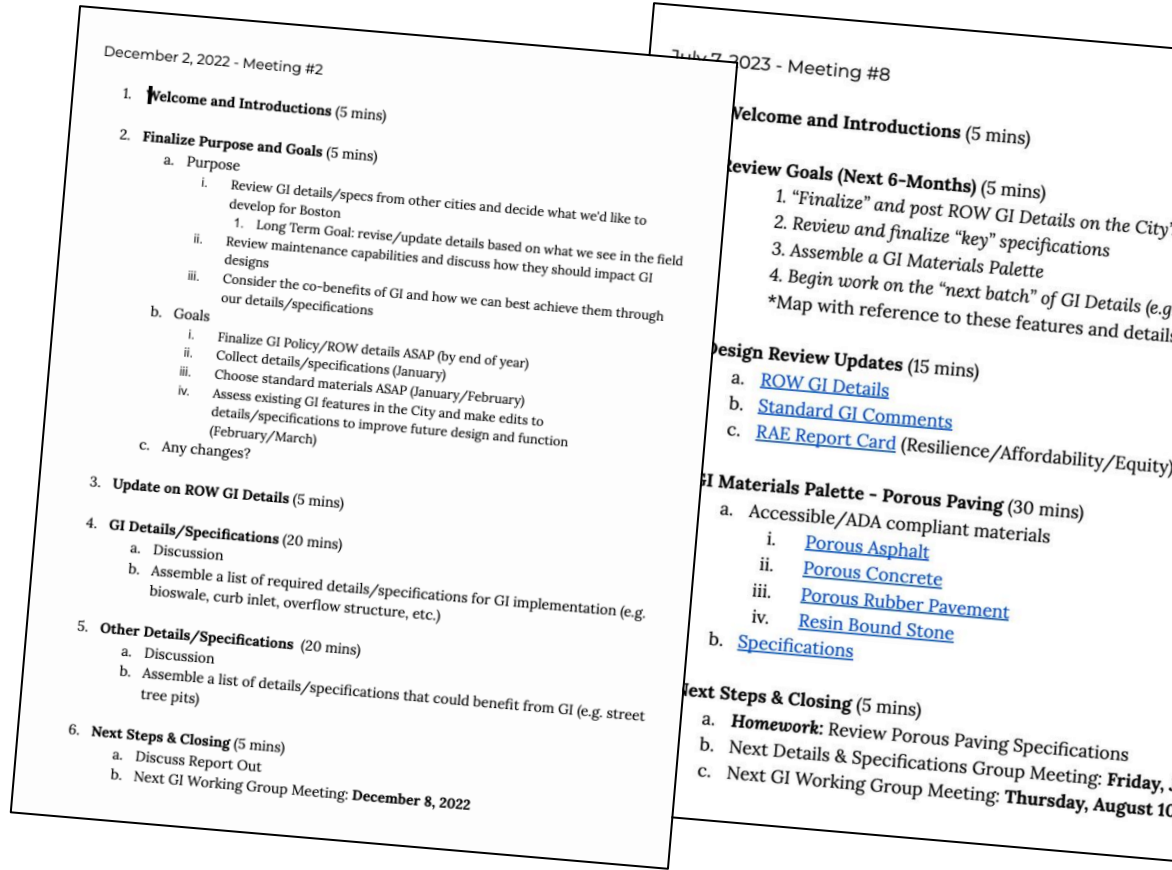 December 2, 2022 - Meeting #2
1. Welcome and Introductions (5 mins)
2. Finalize Purpose and Goals (5 mins)
a. Purpose
i. Review GI details/specs from other cities and decide what we'd like to
develop for Boston
1. Long Term Goal: revise/update details based on what we see in the field
ii. Review maintenance capabilities and discuss how they should impact GI
designs
iii. Consider the co-benefits of GI and how we can best achieve them through
our details/specifications
b. Goals
i. Finalize GI Policy/ROW details ASAP (by end of year)
ii. Collect details/specifications (January)
iii. Choose standard materials ASAP (January/February)
iv. Assess existing GI features in the City and make edits to
details/specifications to improve future design and function
(February/March)
c. Any changes?
3. Update on ROW GI Details (5 mins)
4. GI Details/Specifications (20 mins)
a. Discussion
b. Assemble a list of required details/specifications for GI implementation (e.g.
bioswale, curb inlet, overflow structure, etc.)
5. Other Details/Specifications (20 mins)
a. Discussion
b. Assemble a list of details/specifications that could benefit from GI (e.g. street
tree pits)
6. Next Steps & Closing (5 mins)
a. Discuss Report Out
b. Next GI Working Group Meeting: December 8, 2022
July 7, 2023 - Meeting #8
Welcome and Introductions (5 mins)
Review Goals (Next 6-Months) (5 mins)
1. "Finalize" and post ROW GI Details on the City'
2. Review and finalize "key" specifications
3. Assemble a GI Materials Palette
4. Begin work on the "next batch" of GI Details (e.g
*Map with reference to these features and details
Design Review Updates (15 mins)
a. ROW GI Details
b. Standard GI Comments
c. RAE Report Card (Resilience/Affordability/Equity)
GI Materials Palette - Porous Paving (30 mins)
a. Accessible/ADA compliant materials
i. Porous Asphalt
ii. Porous Concrete
iii. Porous Rubber Pavement
iv. Resin Bound Stone
b. Specifications
Next Steps & Closing (5 mins)
a. Homework: Review Porous Paving Specifications
b. Next Details & Specifications Group Meeting: Friday,
c. Next GI Working Group Meeting: Thursday, August 10